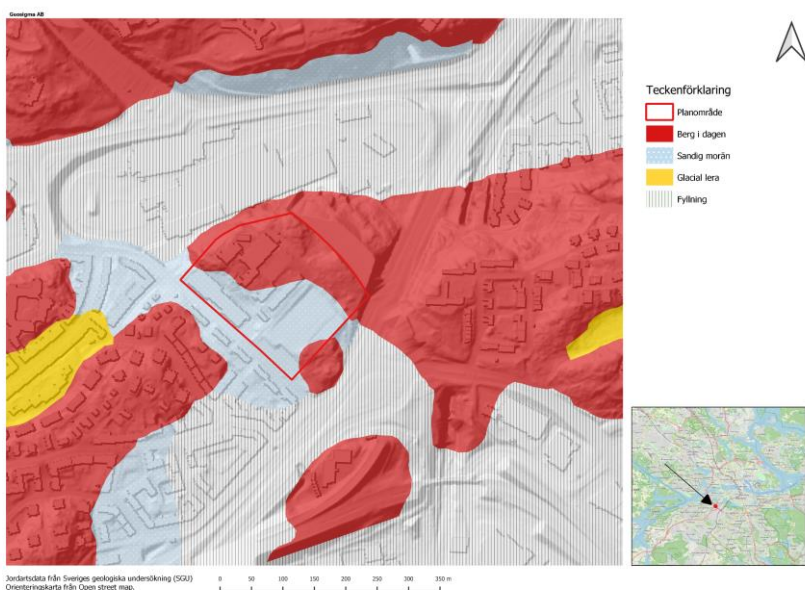 Geosigma AB
Teckenförklaring
Planområde
Berg i dagen
Sandig morän
Glacial lera
Fyllning
Jordartsdata från Sveriges geologiska undersökning (SGU)
Orienteringskarta från Open street map.
0 50 100 150 200 250 300 350 m